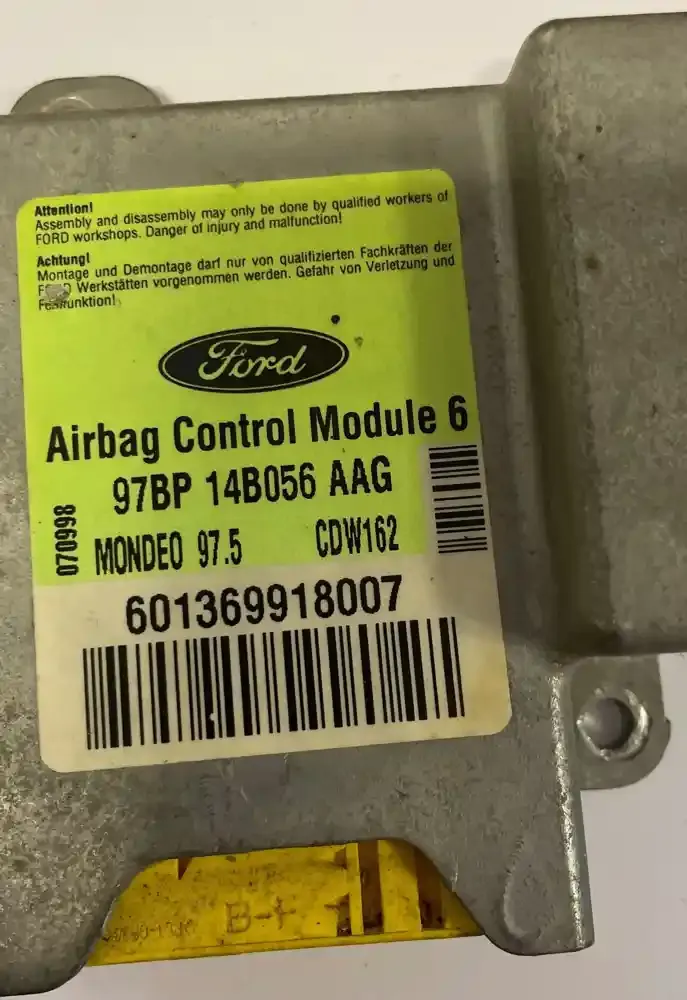 Attention!
Assembly and disassembly may only be done by qualified workers of
FORD workshops. Danger of injury and malfunction!
Achtung!
Montage und Demontage darf nur von qualifizierten Fachkräften der
Werkstätten vorgenommen werden. Gefahr von Verletzung und
Ford
Airbag Control Module 6
97BP 14B056 AAG
070998
MONDEO 97.5 CDW162
601369918007
B+